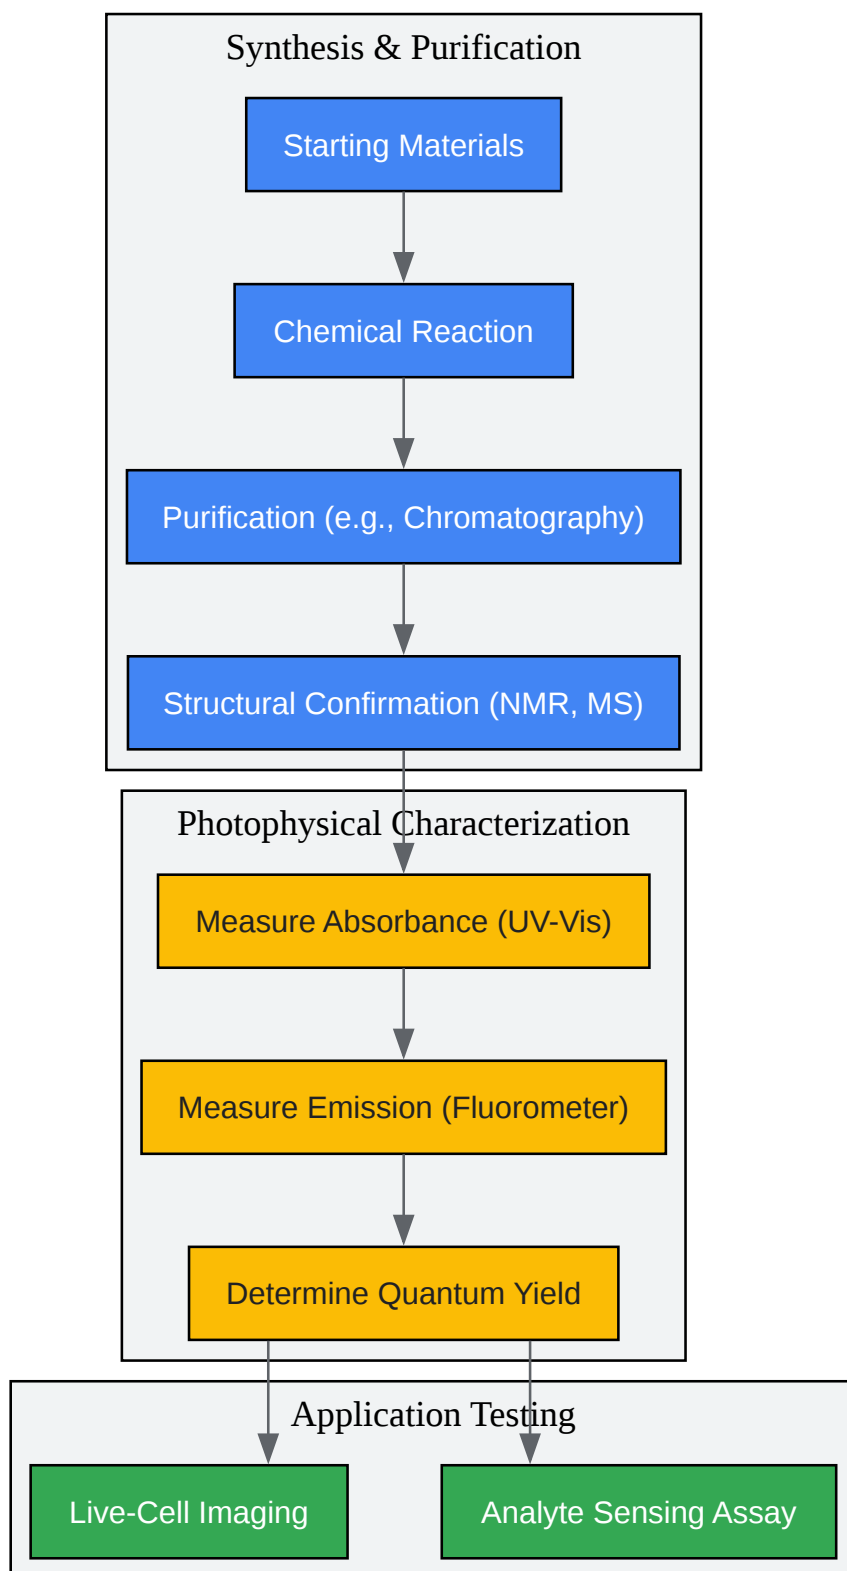 Synthesis & Purification
Starting Materials
Chemical Reaction
Purification (e.g., Chromatography)
Structural Confirmation (NMR, MS)
Photophysical Characterization
Measure Absorbance (UV-Vis)
Measure Emission (Fluorometer)
Determine Quantum Yield
Application Testing
Live-Cell Imaging
Analyte Sensing Assay